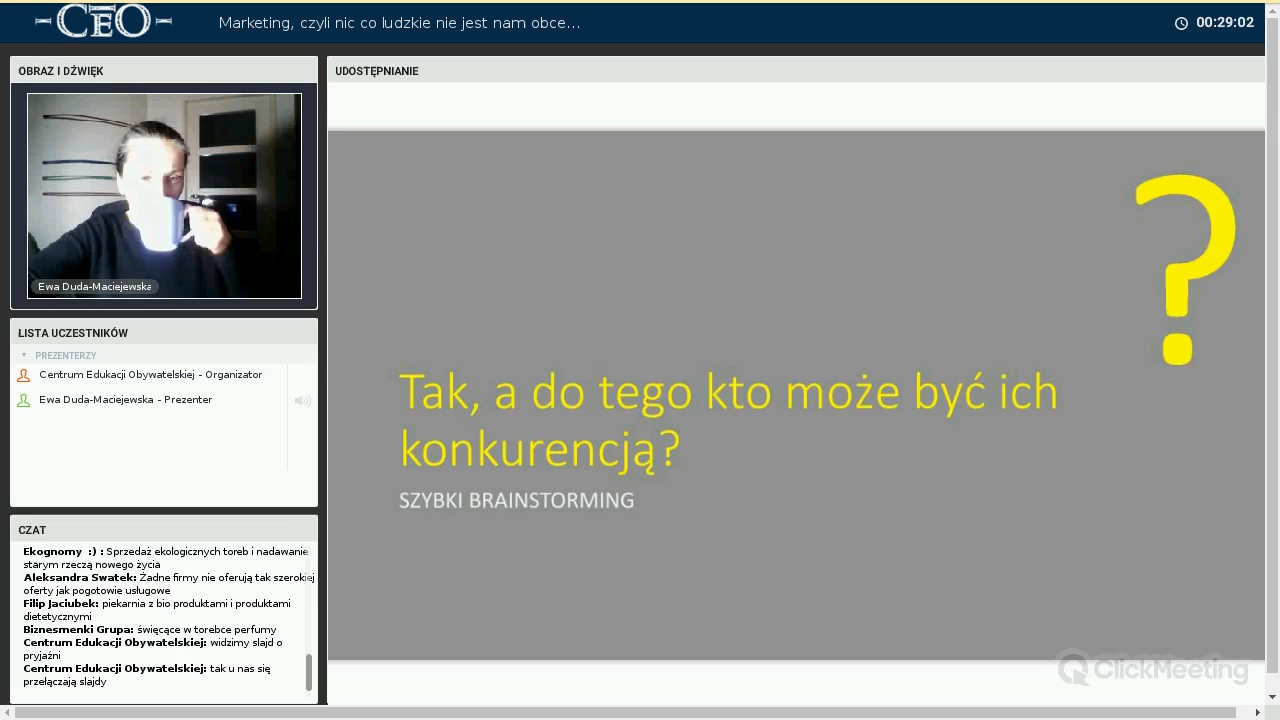 CEO
Marketing, czyli nic co ludzkie nie jest nam obce...
00:29:02
OBRAZ I DŹWIĘK
Ewa Duda-Maciejewska
LISTA UCZESTNIKÓW
PREZENTERZY
Centrum Edukacji Obywatelskiej - Organizator
Ewa Duda-Maciejewska - Prezenter
CZAT
Ekognomy :) : Sprzedaż ekologicznych toreb i nadawanie
starym rzeczą nowego życia
Aleksandra Swatek: Żadne firmy nie oferują tak szerokiej
oferty jak pogotowie usługowe
Filip Jaciubek: piekarnia z bio produktami i produktami
dietetycznymi
Biznesmenki Grupa: święcące w torebce perfumy
Centrum Edukacji Obywatelskiej: widzimy slajd o
pryjaźni
Centrum Edukacji Obywatelskiej: tak u nas się
przełączają slajdy
UDOSTĘPNIANIE
?
Tak, a do tego kto może być ich
konkurencją?
SZYBKI BRAINSTORMING
ClickMeeting